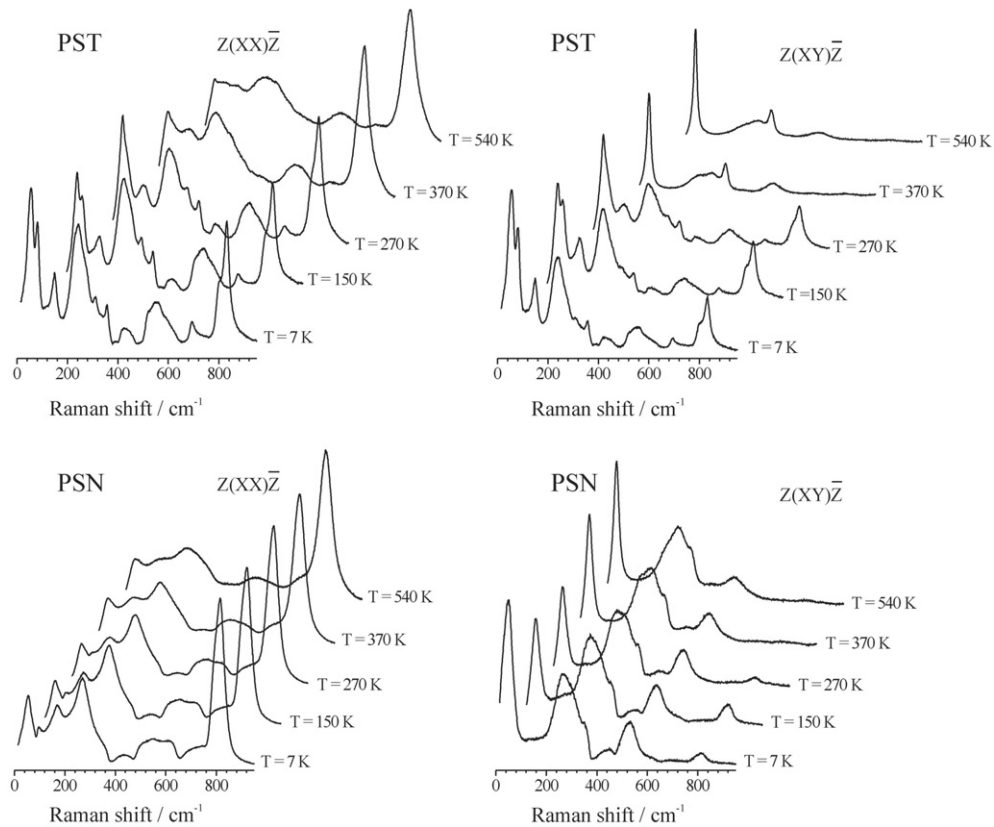 PST
Z(XX)Z̅
T = 540 K
T = 370 K
T = 270 K
T = 150 K
T = 7 K
0 200 400 600 800
Raman shift / cm⁻¹
PST
Z(XY)Z̅
T = 540 K
T = 370 K
T = 270 K
T = 150 K
T = 7 K
0 200 400 600 800
Raman shift / cm⁻¹
PSN
Z(XX)Z̅
T = 540 K
T = 370 K
T = 270 K
T = 150 K
T = 7 K
0 200 400 600 800
Raman shift / cm⁻¹
PSN
Z(XY)Z̅
T = 540 K
T = 370 K
T = 270 K
T = 150 K
T = 7 K
0 200 400 600 800
Raman shift / cm⁻¹